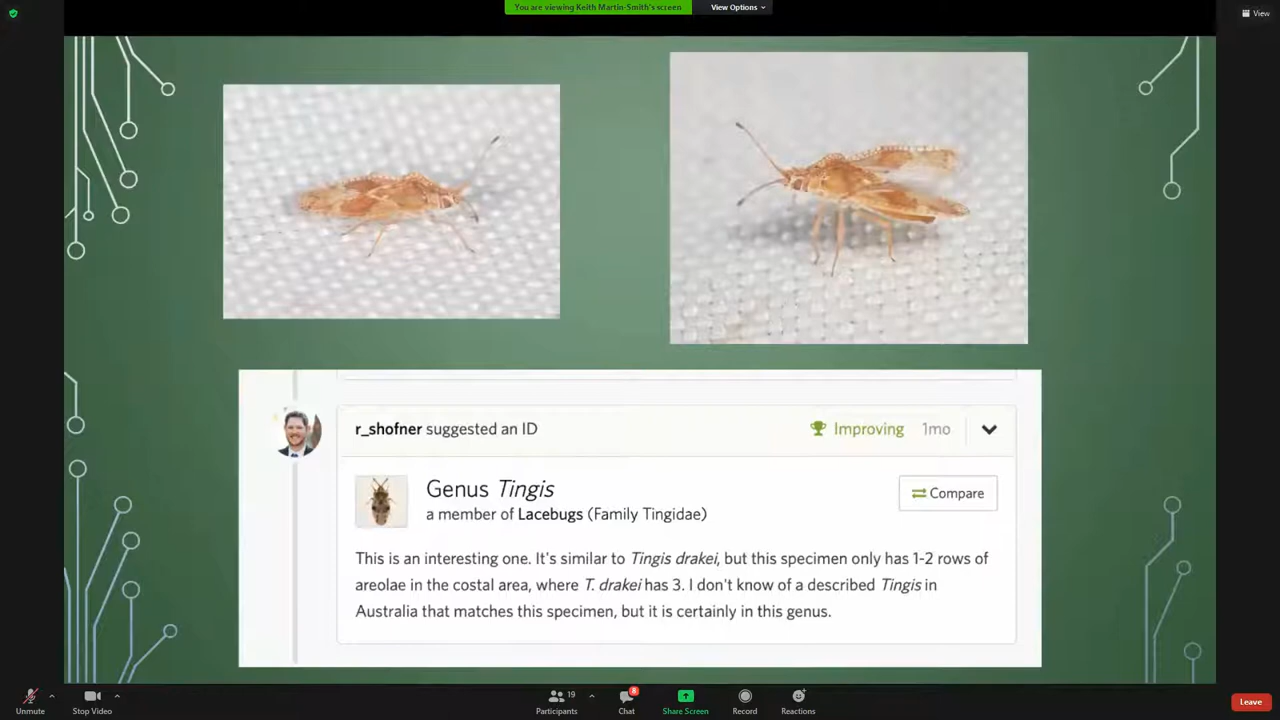 You are viewing Keith Martin-Smith's screen
View Options
View
r_shofner suggested an ID
Improving
1mo
Genus Tingis
a member of Lacebugs (Family Tingidae)
Compare
This is an interesting one. It's similar to Tingis drakei, but this specimen only has 1-2 rows of
areolae in the costal area, where T. drakei has 3. I don't know of a described Tingis in
Australia that matches this specimen, but it is certainly in this genus.
Unmute
Stop Video
Participants
19
Chat
8
Share Screen
Record
Reactions
Leave